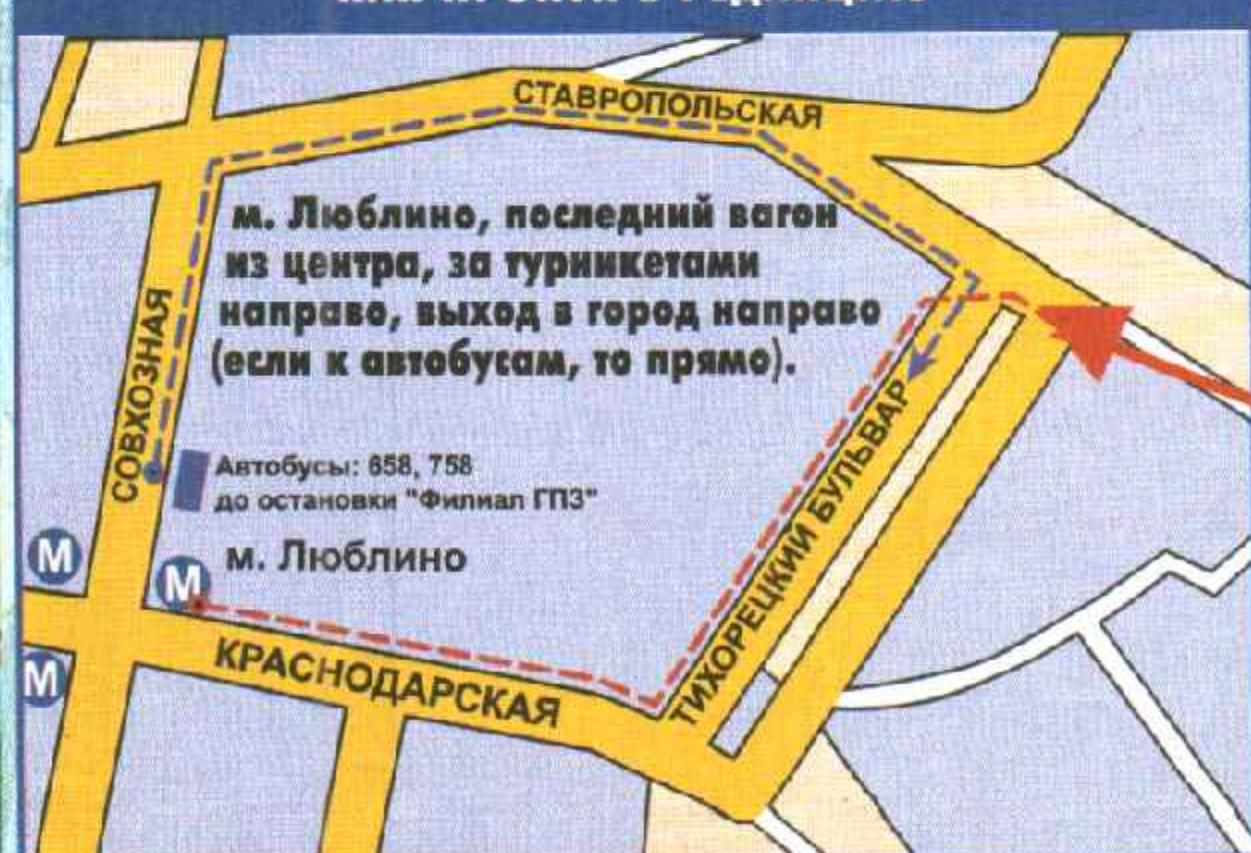 СТАВРОПОЛЬСКАЯ
м. Люблино, последний вагон
из центра, за турникетами
направо, выход в город направо
(если к автобусам, то прямо).
СОВХОЗНАЯ
Автобусы: 658, 758
до остановки "Филиал ГПЗ"
М
М
м. Люблино
М
КРАСНОДАРСКАЯ
ТИХОРЕЦКИЙ БУЛЬВАР